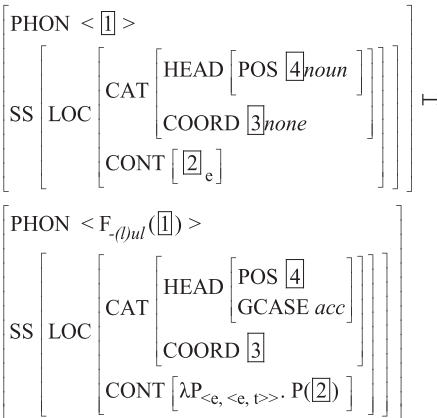 PHON < 1 >
SS LOC CAT HEAD POS 4 noun
COORD 3 none
CONT 2 e
PHON < F-(l)ul(1) >
SS LOC CAT HEAD POS 4
GCASE acc
COORD 3
CONT [λP<e, <e, t>>. P(2) ]